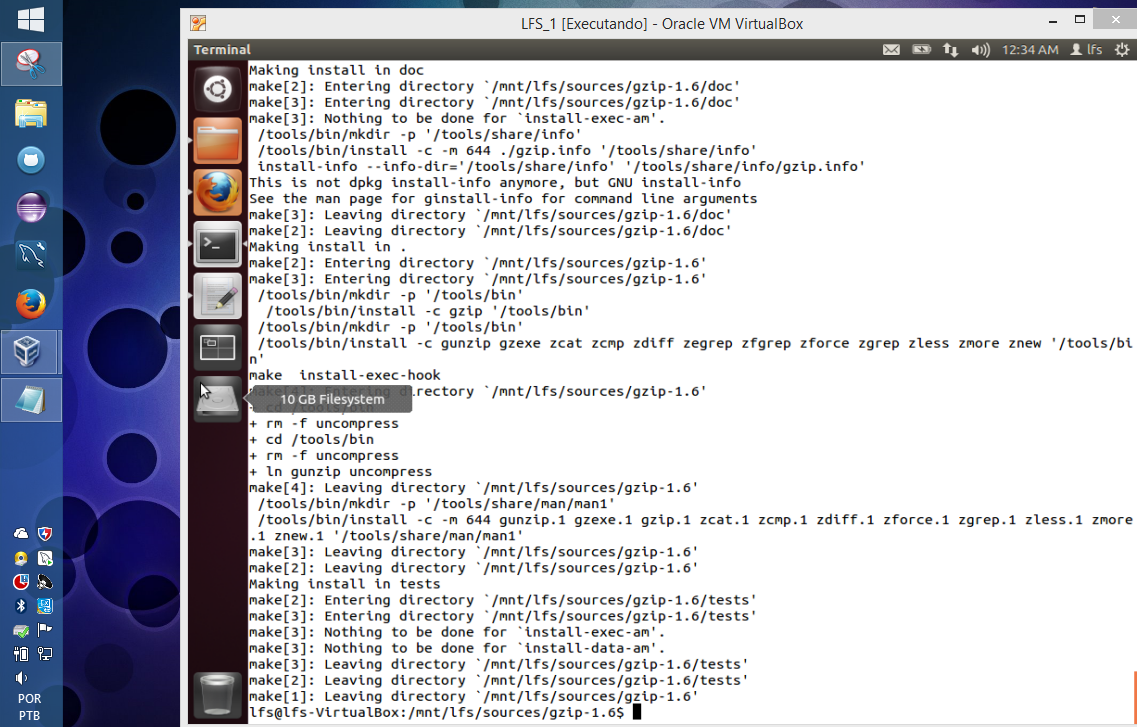 LFS_1 [Executando] - Oracle VM VirtualBox
Terminal
12:34 AM
lfs
Making install in doc
make[2]: Entering directory `/mnt/lfs/sources/gzip-1.6/doc'
make[3]: Entering directory `/mnt/lfs/sources/gzip-1.6/doc'
make[3]: Nothing to be done for `install-exec-am'.
/tools/bin/mkdir -p '/tools/share/info'
/tools/bin/install -c -m 644 ./gzip.info '/tools/share/info'
install-info --info-dir='/tools/share/info' '/tools/share/info/gzip.info'
This is not dpkg install-info anymore, but GNU install-info
See the man page for ginstall-info for command line arguments
make[3]: Leaving directory `/mnt/lfs/sources/gzip-1.6/doc'
make[2]: Leaving directory `/mnt/lfs/sources/gzip-1.6/doc'
Making install in .
make[2]: Entering directory `/mnt/lfs/sources/gzip-1.6'
make[3]: Entering directory `/mnt/lfs/sources/gzip-1.6'
/tools/bin/mkdir -p '/tools/bin'
/tools/bin/install -c gzip '/tools/bin'
/tools/bin/mkdir -p '/tools/bin'
/tools/bin/install -c gunzip gzexe zcat zcmp zdiff zegrep zfgrep zforce zgrep zless zmore znew '/tools/bi
n'
make  install-exec-hook
make[4]: Entering directory `/mnt/lfs/sources/gzip-1.6'
10 GB Filesystem
+ cd /tools/bin
+ rm -f uncompress
+ cd /tools/bin
+ rm -f uncompress
+ ln gunzip uncompress
make[4]: Leaving directory `/mnt/lfs/sources/gzip-1.6'
/tools/bin/mkdir -p '/tools/share/man/man1'
/tools/bin/install -c -m 644 gunzip.1 gzexe.1 gzip.1 zcat.1 zcmp.1 zdiff.1 zforce.1 zgrep.1 zless.1 zmore
.1 znew.1 '/tools/share/man/man1'
make[3]: Leaving directory `/mnt/lfs/sources/gzip-1.6'
make[2]: Leaving directory `/mnt/lfs/sources/gzip-1.6'
Making install in tests
make[2]: Entering directory `/mnt/lfs/sources/gzip-1.6/tests'
make[3]: Entering directory `/mnt/lfs/sources/gzip-1.6/tests'
make[3]: Nothing to be done for `install-exec-am'.
make[3]: Nothing to be done for `install-data-am'.
make[3]: Leaving directory `/mnt/lfs/sources/gzip-1.6/tests'
make[2]: Leaving directory `/mnt/lfs/sources/gzip-1.6/tests'
make[1]: Leaving directory `/mnt/lfs/sources/gzip-1.6'
lfs@lfs-VirtualBox:/mnt/lfs/sources/gzip-1.6$
POR
PTB